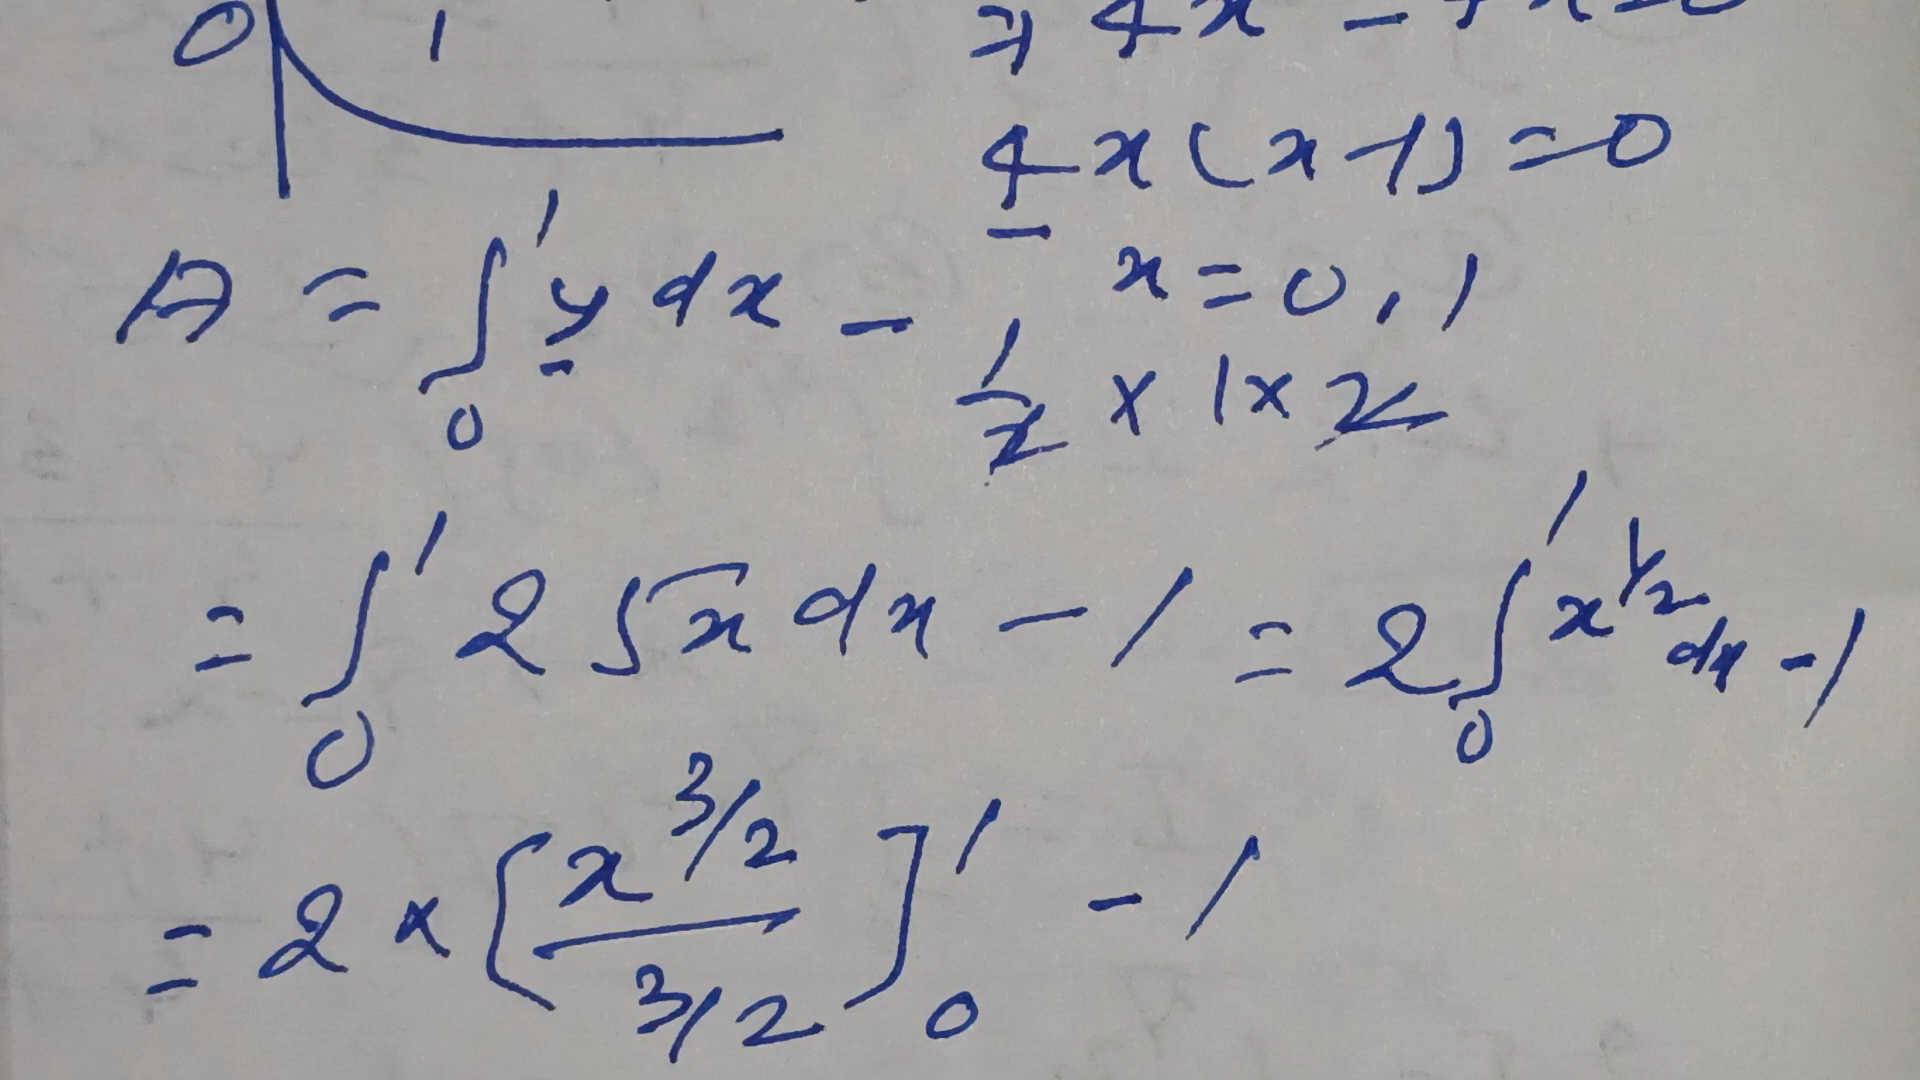 0 1
4x(x-1)=0
x=0,1
A = ∫₀¹ y dx - 1/2 × 1×2
= ∫₀¹ 2√x dx - 1 = 2∫₀¹ x^1/2 dx - 1
= 2 × [x^3/2 / 3/2]₀¹ - 1